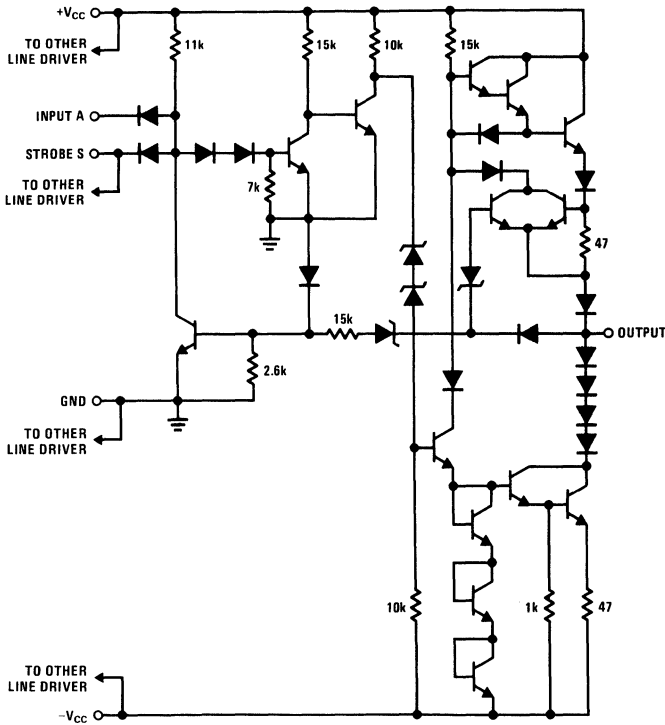 +VCC
TO OTHER
LINE DRIVER
11k
15k
10k
15k
INPUT A
STROBE S
TO OTHER
LINE DRIVER
7k
47
15k
OUTPUT
2.6k
GND
TO OTHER
LINE DRIVER
10k
1k
47
TO OTHER
LINE DRIVER
−VCC